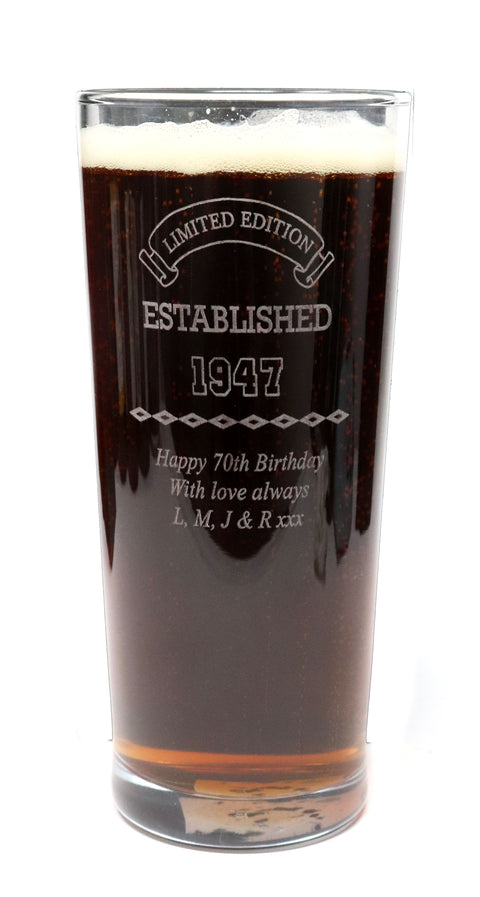 LIMITED EDITION
ESTABLISHED
1947
Happy 70th Birthday
With love always
L, M, J & R xxx